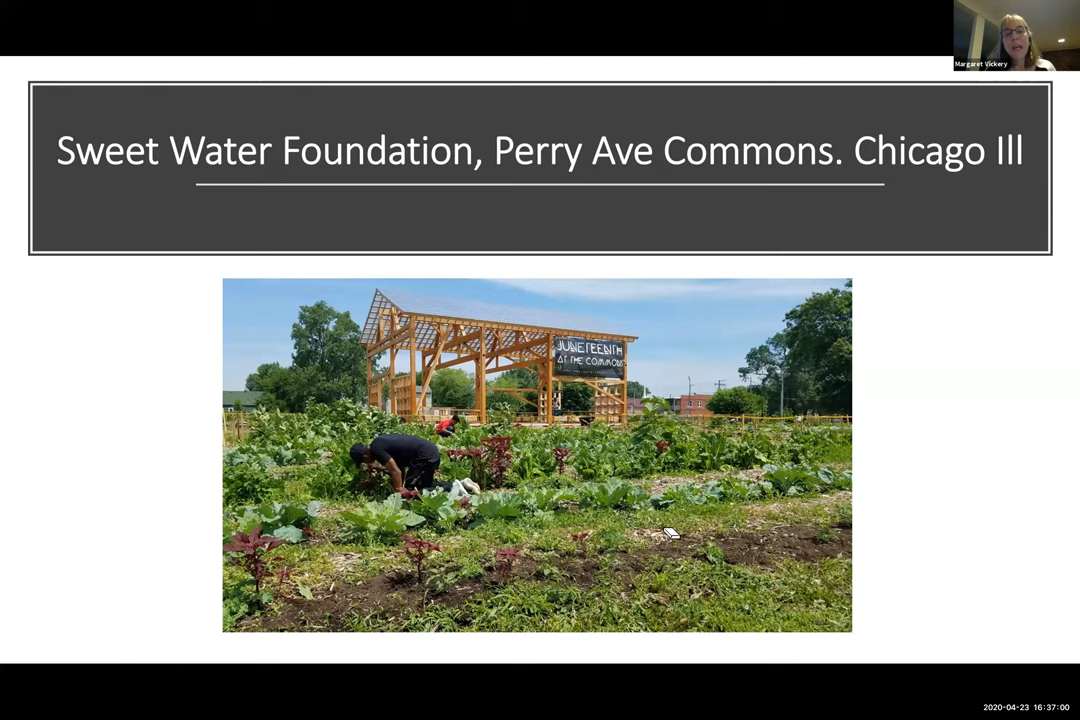 Margaret Vickery
Sweet Water Foundation, Perry Ave Commons. Chicago Ill
JUNETEENTH
AT THE COMMONS
2020-04-23 16:37:00